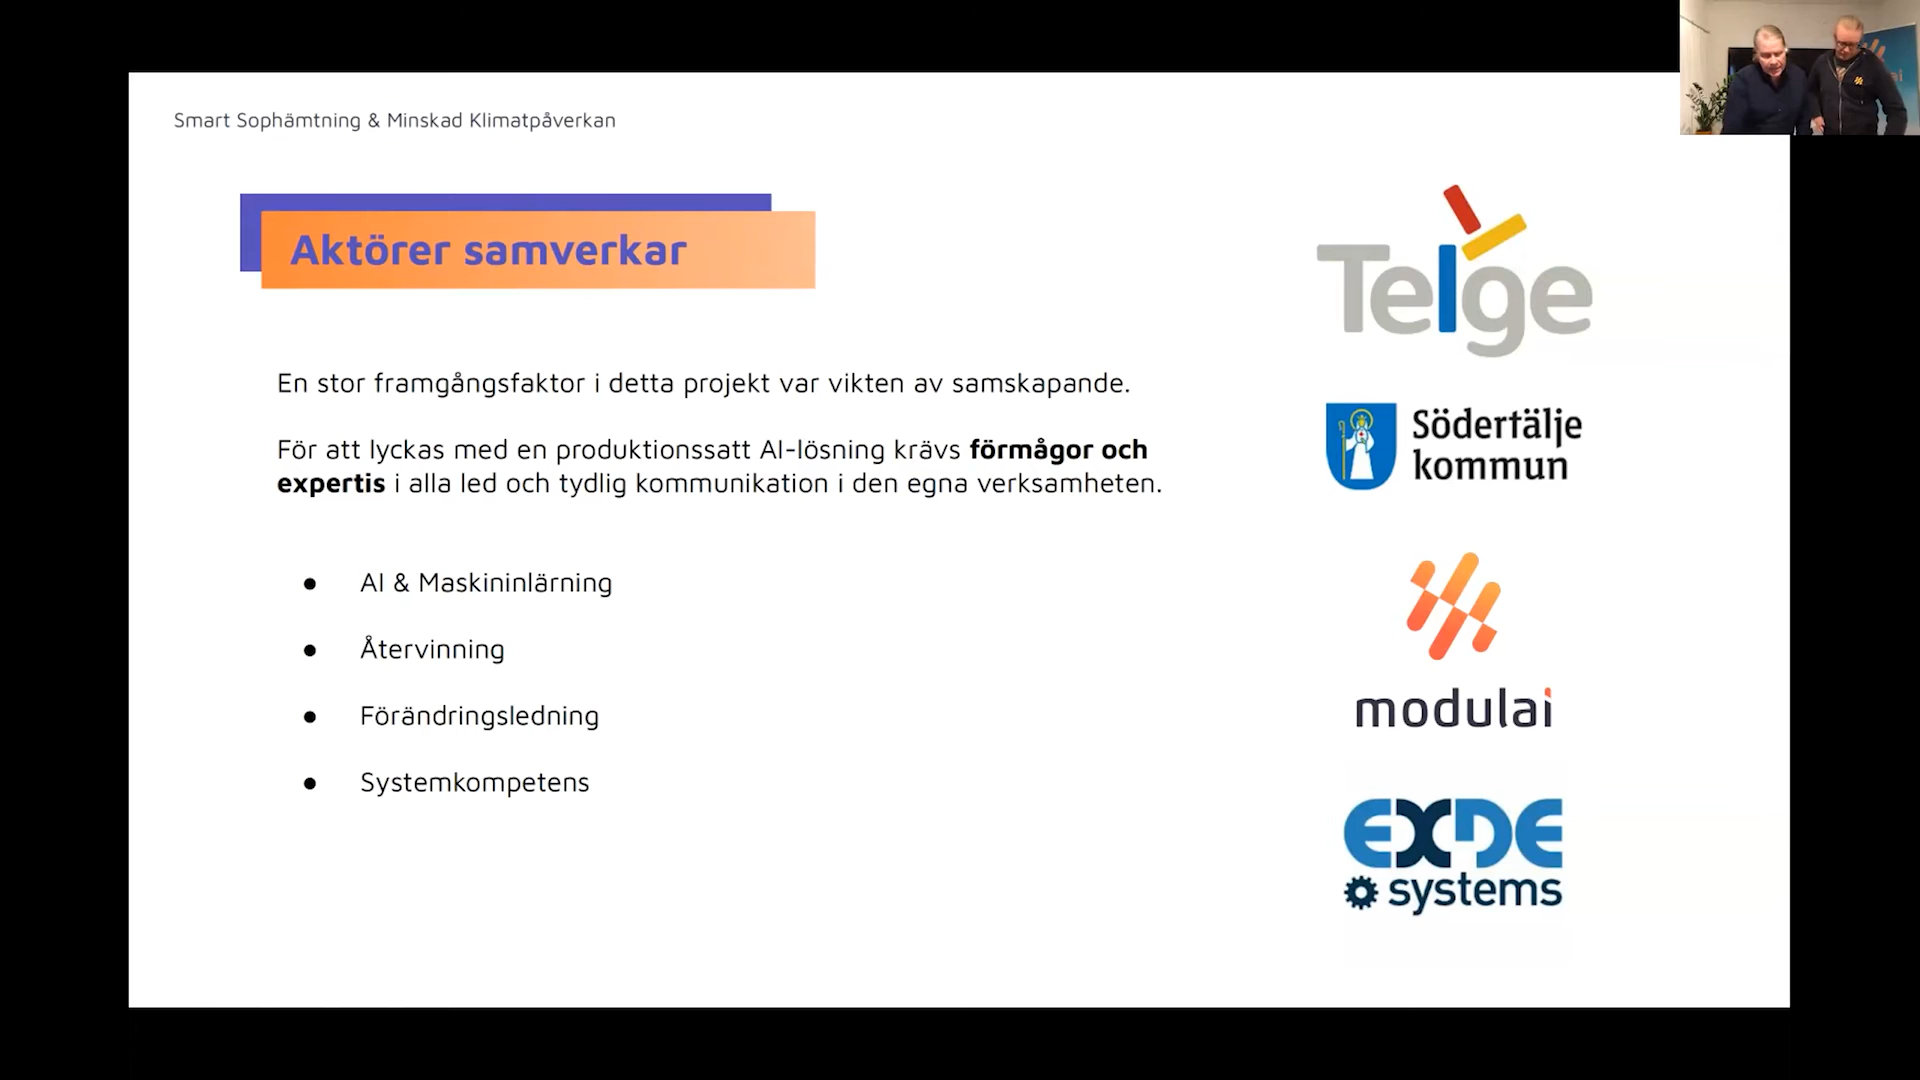 Smart Sophämtning & Minskad Klimatpåverkan
Aktörer samverkar
En stor framgångsfaktor i detta projekt var vikten av samskapande.
För att lyckas med en produktionssatt AI-lösning krävs förmågor och
expertis i alla led och tydlig kommunikation i den egna verksamheten.
● AI & Maskininlärning
● Återvinning
● Förändringsledning
● Systemkompetens
Telge
Södertälje
kommun
modulai
EXDE
systems